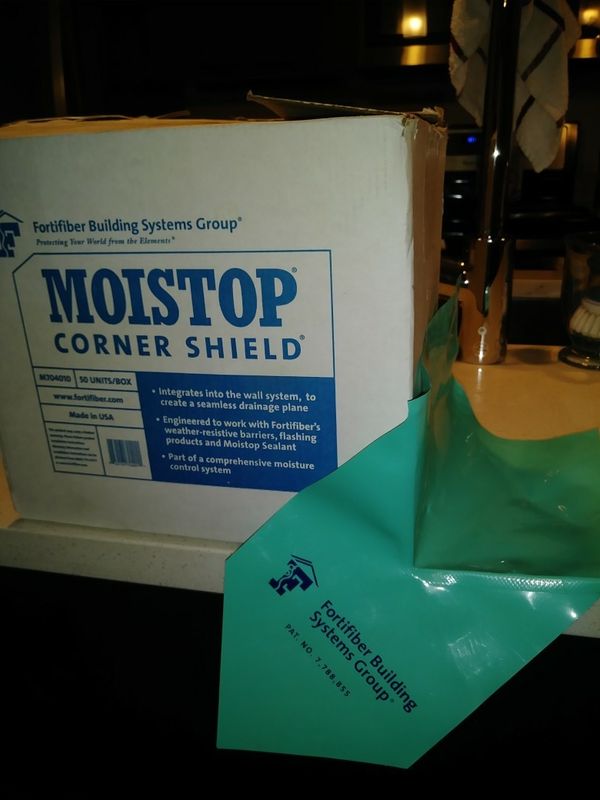 Fortifiber Building Systems Group®
Protecting Your World from the Elements®
MOISTOP®
CORNER SHIELD®
M704010 50 UNITS/BOX
www.fortifiber.com
Made in USA
• Integrates into the wall system, to
create a seamless drainage plane
• Engineered to work with Fortifiber's
weather-resistive barriers, flashing
products and Moistop Sealant
• Part of a comprehensive moisture
control system
Fortifiber Building
Systems Group®
PAT. NO. 7,788,855